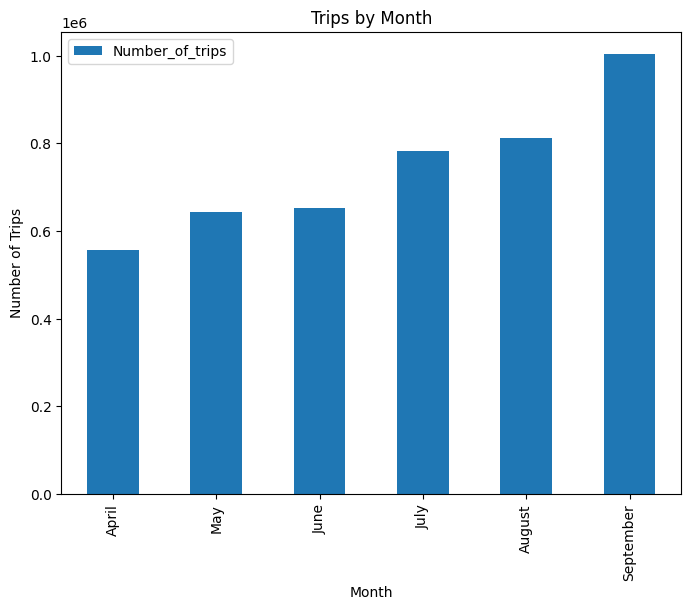 Trips by Month
1e6
Number_of_trips
1.0
0.8
0.6
0.4
0.2
0.0
Number of Trips
April
May
June
July
August
September
Month